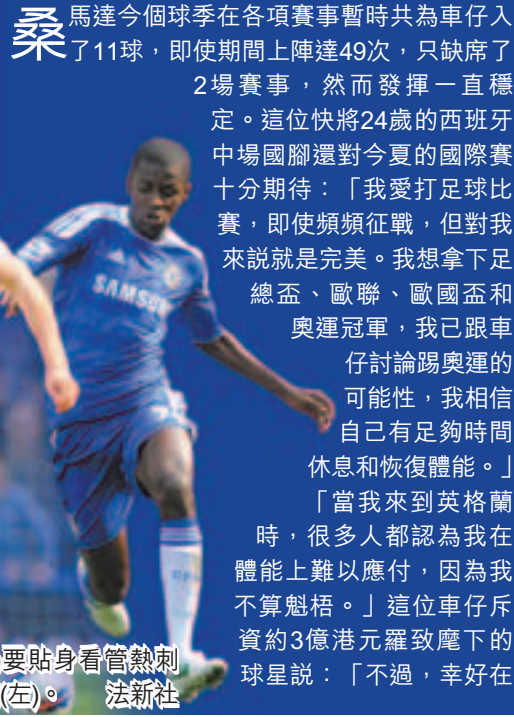 桑馬達今個球季在各項賽事暫時共為車仔入
了11球，即使期間上陣達49次，只缺席了
2場賽事，然而發揮一直穩
定。這位快將24歲的西班牙
中場國腳還對今夏的國際賽
十分期待：「我愛打足球比
賽，即使頻頻征戰，但對我
來說就是完美。我想拿下足
總盃、歐聯、歐國盃和
奧運冠軍，我已跟車
仔討論踢奧運的
可能性，我相信
自己有足夠時間
休息和恢復體能。」
「當我來到英格蘭
時，很多人都認為我在
體能上難以應付，因為我
不算魁梧。」這位車仔斥
資約3億港元羅致麾下的
球星說：「不過，幸好在
SAMSUNG
要貼身看管熱刺
(左)。 法新社